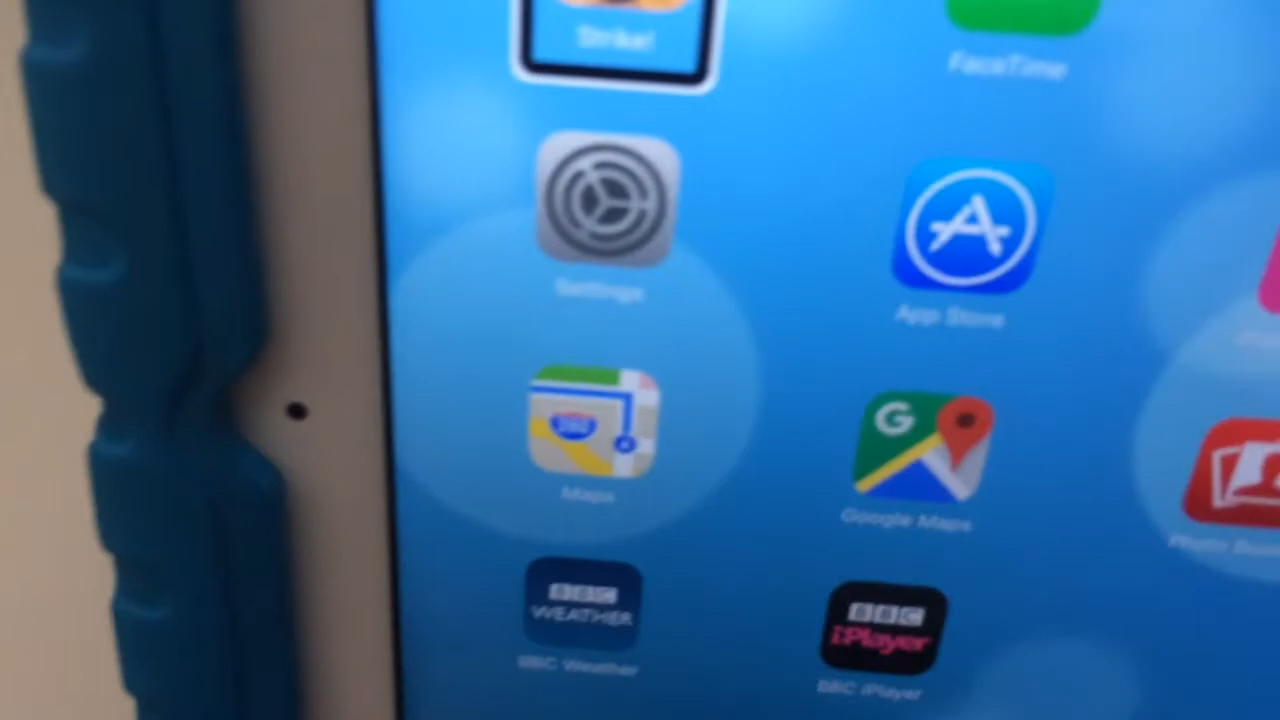 Strike!
FaceTime
Settings
App Store
Maps
G
Google Maps
BBC
WEATHER
BBC Weather
BBC
iPlayer
BBC iPlayer